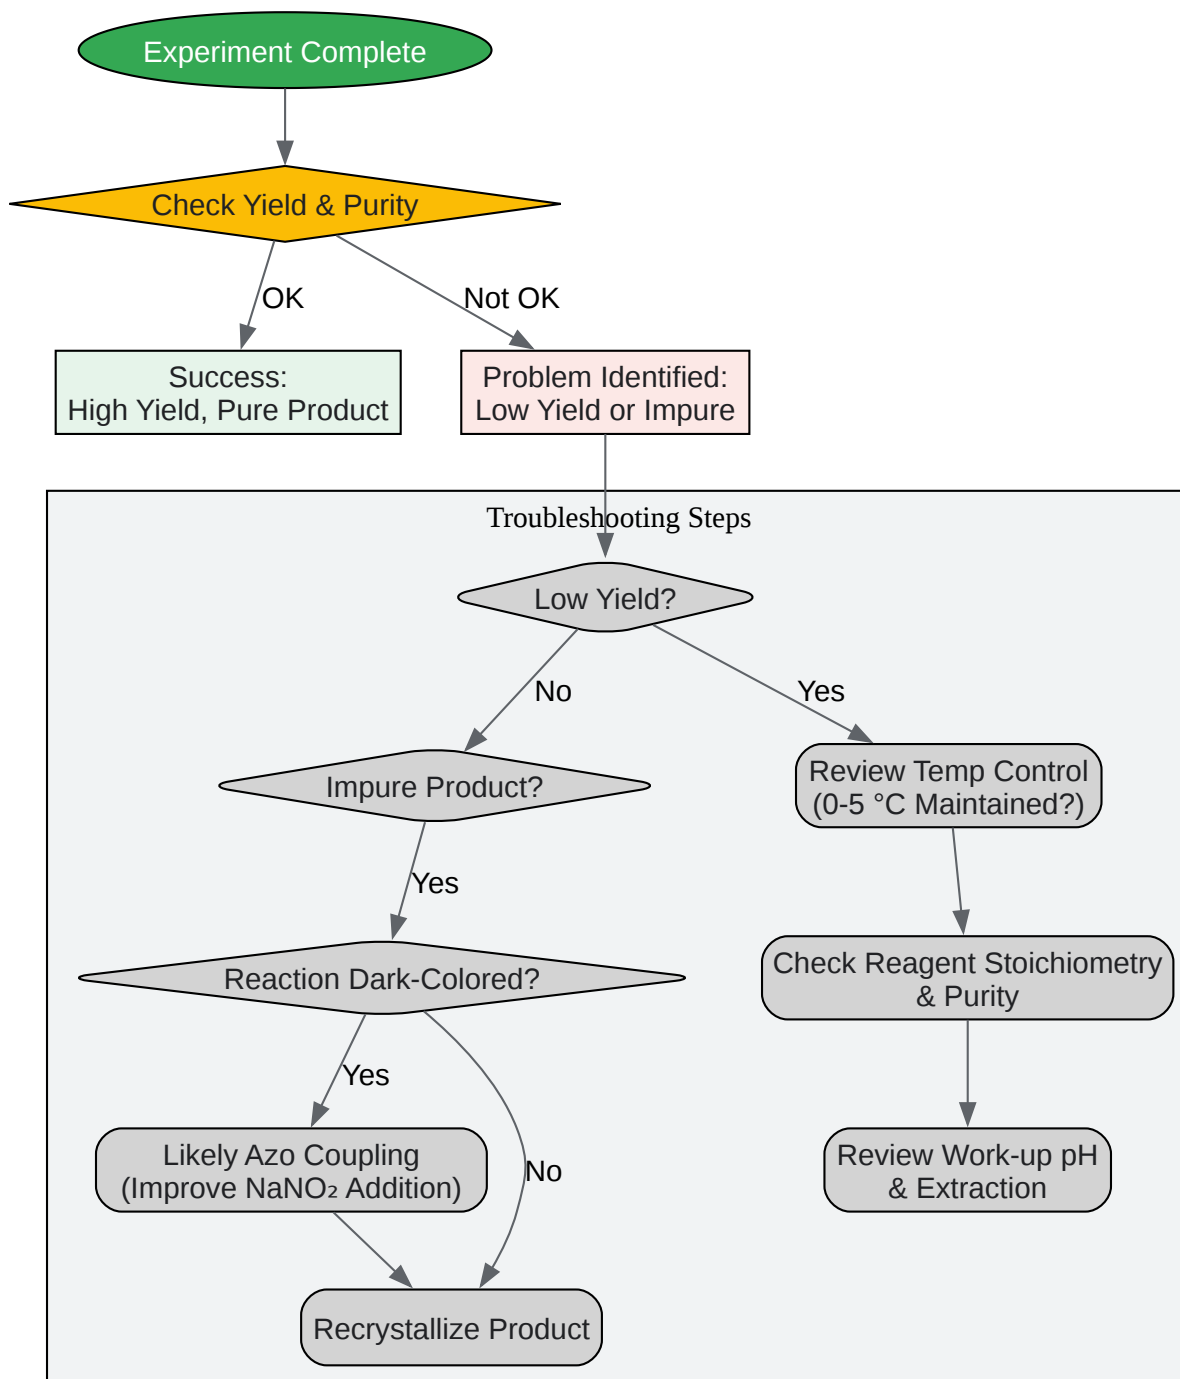 Experiment Complete
Check Yield & Purity
OK
Not OK
Success:
High Yield, Pure Product
Problem Identified:
Low Yield or Impure
Troubleshooting Steps
Low Yield?
No
Yes
Impure Product?
Review Temp Control
(0-5 °C Maintained?)
Yes
Reaction Dark-Colored?
Check Reagent Stoichiometry
& Purity
Yes
No
Likely Azo Coupling
(Improve NaNO₂ Addition)
Review Work-up pH
& Extraction
Recrystallize Product